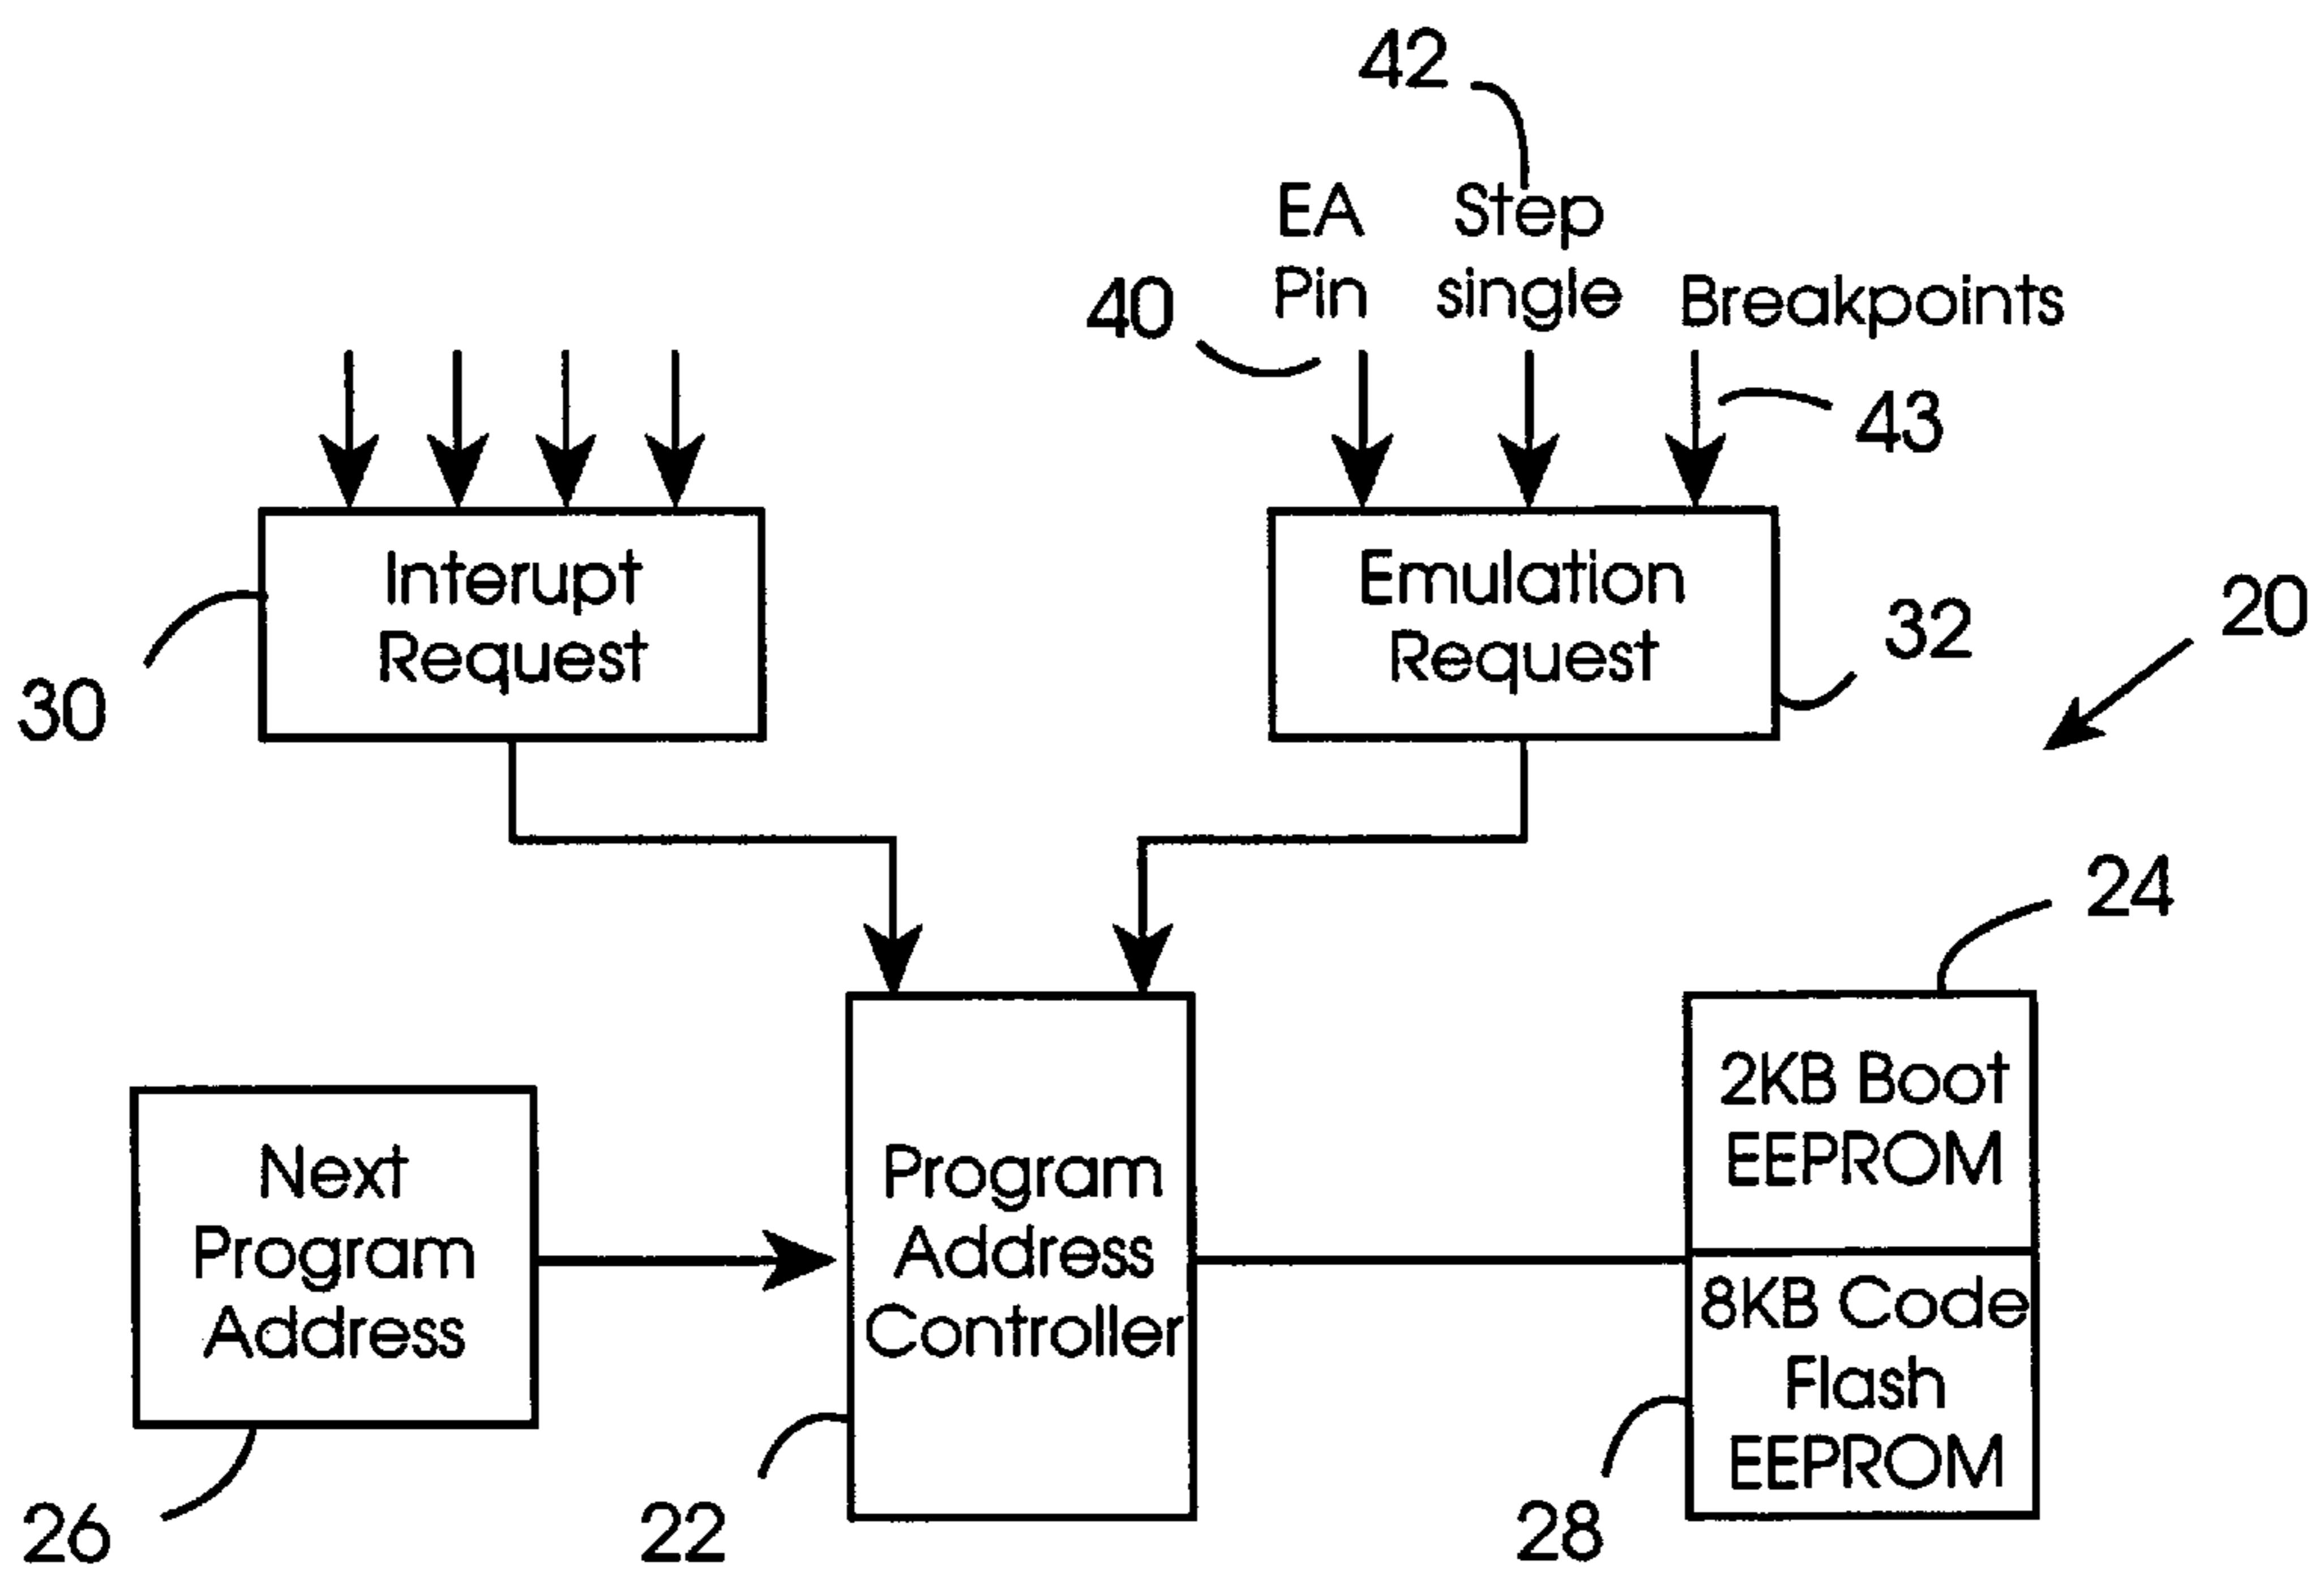 42
EA
Pin
Step
single
Breakpoints
40
43
Interupt
Request
30
Emulation
Request
32
20
24
Next
Program
Address
26
Program
Address
Controller
22
2KB Boot
EEPROM
8KB Code
Flash
EEPROM
28